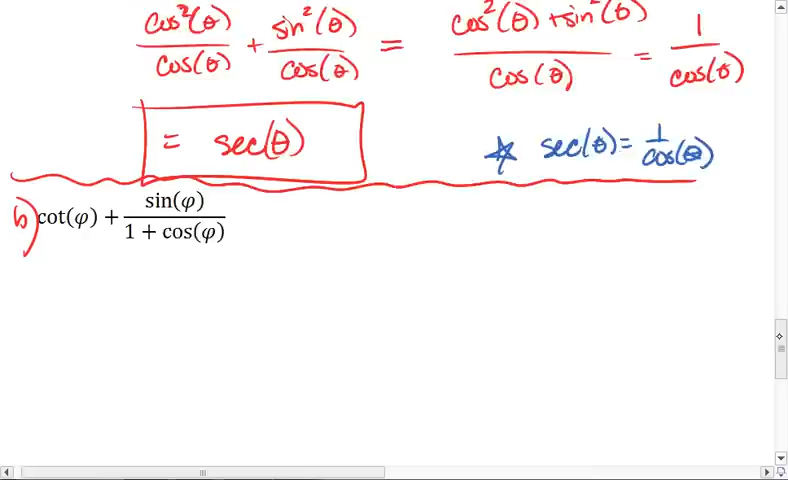 cos²(θ)/cos(θ) + sin²(θ)/cos(θ) = (cos²(θ) + sin²(θ))/cos(θ) = 1/cos(θ)
= sec(θ)
☆ sec(θ) = 1/cos(θ)
b) cot(φ) + sin(φ)/(1 + cos(φ))